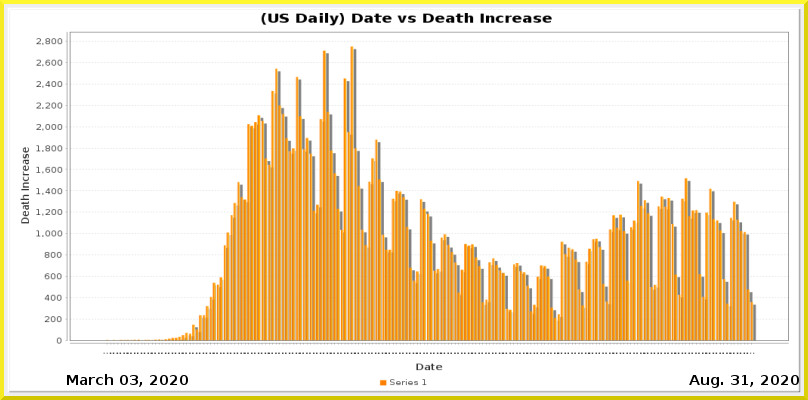 (US Daily) Date vs Death Increase
2,800
2,600
2,400
2,200
2,000
1,800
1,600
1,400
1,200
1,000
800
600
400
200
0
Death Increase
Date
March 03, 2020
Aug. 31, 2020
Series 1